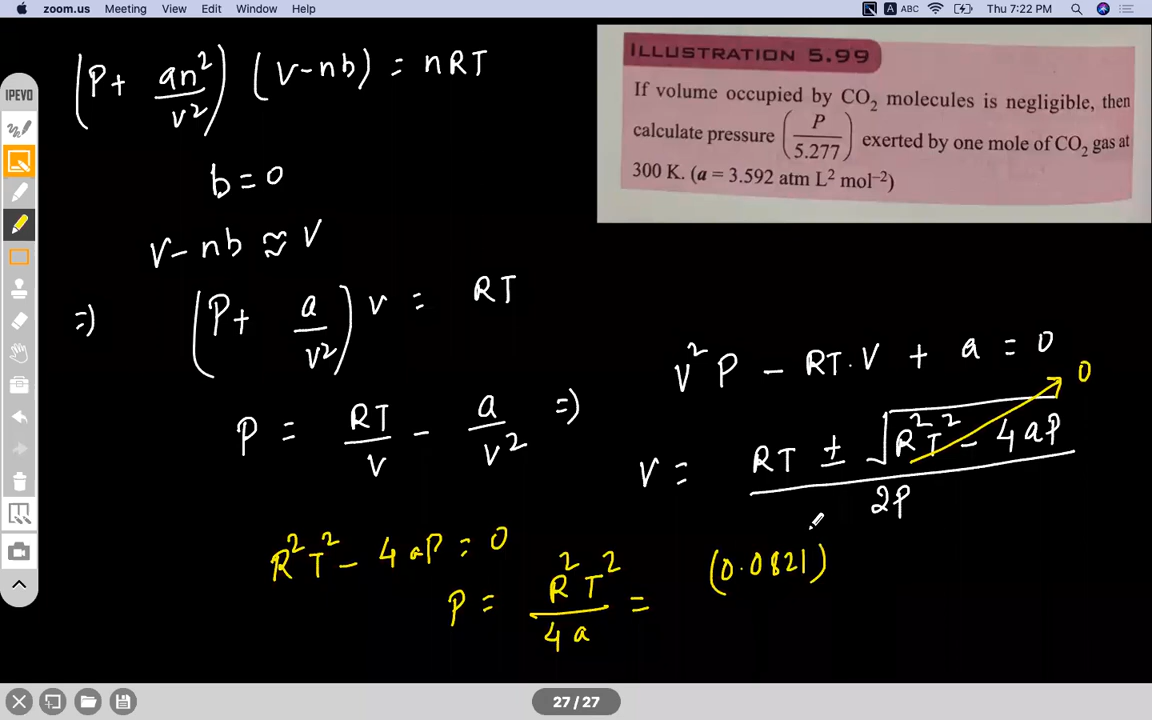 zoom.us Meeting View Edit Window Help A ABC Thu 7:22 PM
IPEVO
(P + an²/v²) (v-nb) = nRT
b = 0
v - nb ≈ v
=) (P + a/v²) v = RT
P = RT/v - a/v² =)
ILLUSTRATION 5.99
If volume occupied by CO₂ molecules is negligible, then
calculate pressure (P/5.277) exerted by one mole of CO₂ gas at
300 K. (a = 3.592 atm L² mol⁻²)
v²P - RT·V + a = 0
0
v = RT ± √(R²T² - 4aP) / 2P
R²T² - 4aP = 0
P = R²T²/4a = (0.0821)
27 / 27